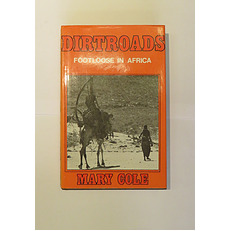 DIRTROADS
FOOTLOOSE IN AFRICA
MARY COLE